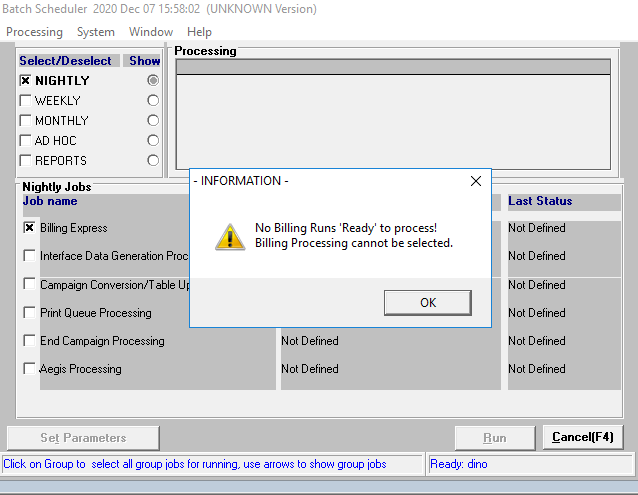 Batch Scheduler 2020 Dec 07 15:58:02 (UNKNOWN Version)
Processing System Window Help
Select/Deselect Show
NIGHTLY
WEEKLY
MONTHLY
AD HOC
REPORTS
Processing
- INFORMATION -
No Billing Runs 'Ready' to process!
Billing Processing cannot be selected.
OK
Nightly Jobs
Job name Last Status
Billing Express Not Defined
Interface Data Generation Proc Not Defined
Campaign Conversion/Table Up Not Defined
Print Queue Processing Not Defined
End Campaign Processing Not Defined Not Defined
Aegis Processing Not Defined Not Defined
Set Parameters Run Cancel(F4)
Click on Group to select all group jobs for running, use arrows to show group jobs Ready: dino